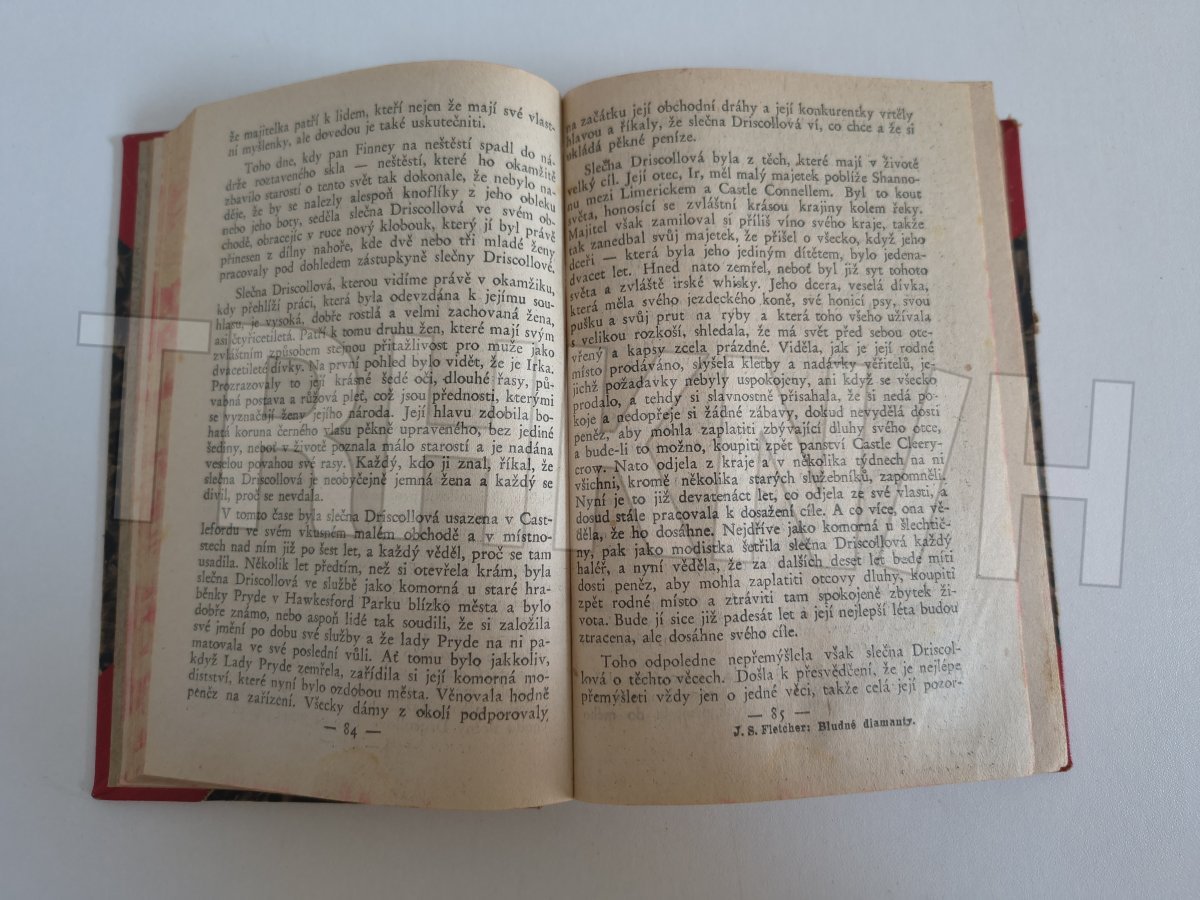 že majitelka patří k lidem, kteří nejen že mají své vlast-
ní myšlenky, ale dovedou je také uskutečniti.
Toho dne, kdy pan Finney na neštěstí spadl do ná-
drže roztaveného skla — neštěstí, které ho okamžitě
zbavilo starostí o tento svět tak dokonale, že nebylo na-
děje, že by se nalezly alespoň knoflíky z jeho obleku
nebo jeho boty, seděla slečna Driscollová ve svém ob-
chodě, obracejíc v ruce nový klobouk, který jí byl právě
přinesen z dílny nahoře, kde dvě nebo tři mladé ženy
pracovaly pod dohledem zástupkyně slečny Driscollové.
Slečna Driscollová, kterou vidíme právě v okamžiku,
kdy přehlíží práci, která byla odevzdána k jejímu sou-
hlasu, je vysoká, dobře rostlá a velmi zachovaná žena,
asi čtyřicetiletá. Patří k tomu druhu žen, které mají svým
zvláštním způsobem stejnou přitažlivost pro muže jako
dvacetileté dívky. Na první pohled bylo vidět, že je Irka.
Prozrazovaly to její krásné šedé oči, dlouhé řasy, pů-
vabná postava a růžová pleť, což jsou přednosti, kterými
se vyznačují ženy jejího národa. Její hlavu zdobila bo-
hatá koruna černého vlasu pěkně upraveného, bez jediné
šediny, neboť v životě poznala málo starostí a je nadána
veselou povahou své rasy. Každý, kdo ji znal, říkal, že
slečna Driscollová je neobyčejně jemná žena a každý se
divil, proč se nevdala.
V tomto čase byla slečna Driscollová usazena v Cast-
lefordu ve svém vkusném malém obchodě a v místno-
stech nad ním již po šest let, a každý věděl, proč se tam
usadila. Několik let předtím, než si otevřela krám, byla
slečna Driscollová ve službě jako komorná u staré hra-
běnky Pryde v Hawkesford Parku blízko města a bylo
dobře známo, nebo aspoň lidé tak soudili, že si založila
své jmění po dobu své služby a že lady Pryde na ni pa-
matovala ve své poslední vůli. Ať tomu bylo jakkoliv,
když Lady Pryde zemřela, zařídila si její komorná mo-
distství, které nyní bylo ozdobou města. Věnovala hodně
peněz na zařízení. Všecky dámy z okolí podporovaly
— 84 —
na začátku její obchodní dráhy a její konkurentky vrtěly
hlavou a říkaly, že slečna Driscollová ví, co chce a že si
ukládá pěkné peníze.
Slečna Driscollová byla z těch, které mají v životě
velký cíl. Její otec, Ir, měl malý majetek poblíže Shanno-
nu mezi Limerickem a Castle Connellem. Byl to kout
světa, honosící se zvláštní krásou krajiny kolem řeky.
Majitel však zamiloval si příliš víno svého kraje, takže
tak zanedbal svůj majetek, že přišel o všecko, když jeho
dceři — která byla jeho jediným dítětem, bylo jedena-
dvacet let. Hned nato zemřel, neboť byl již syt tohoto
světa a zvláště irské whisky. Jeho dcera, veselá dívka,
která měla svého jezdeckého koně, své honicí psy, svou
pušku a svůj prut na ryby a která toho všeho užívala
s velikou rozkoší, shledala, že má svět před sebou ote-
vřený a kapsy zcela prázdné. Viděla, jak je její rodné
místo prodáváno, slyšela kletby a nadávky věřitelů, je-
jichž požadavky nebyly uspokojeny, ani když se všecko
prodalo, a tehdy si slavnostně přisahala, že si nedá po-
koje a nedopřeje si žádné zábavy, dokud nevydělá dosti
peněz, aby mohla zaplatiti zbývající dluhy svého otce,
a bude-li to možno, koupiti zpět panství Castle Cleery-
crow. Nato odjela z kraje a v několika týdnech na ni
všichni, kromě několika starých služebníků, zapomněli.
Nyní je to již devatenáct let, co odjela ze své vlasti, a
dosud stále pracovala k dosažení cíle. A co více, ona vě-
děla, že ho dosáhne. Nejdříve jako komorná u šlechtič-
ny, pak jako modistka šetřila slečna Driscollová každý
haléř, a nyní věděla, že za dalších deset let bude míti
dosti peněz, aby mohla zaplatiti otcovy dluhy, koupiti
zpět rodné místo a ztráviti tam spokojeně zbytek ži-
vota. Bude jí sice již padesát let a její nejlepší léta budou
ztracena, ale dosáhne svého cíle.
Toho odpoledne nepřemýšlela však slečna Driscol-
lová o těchto věcech. Došla k přesvědčení, že je nejlépe
přemýšleti vždy jen o jedné věci, takže celá její pozor-
— 85 —
J. S. Fletcher: Bludné diamanty.